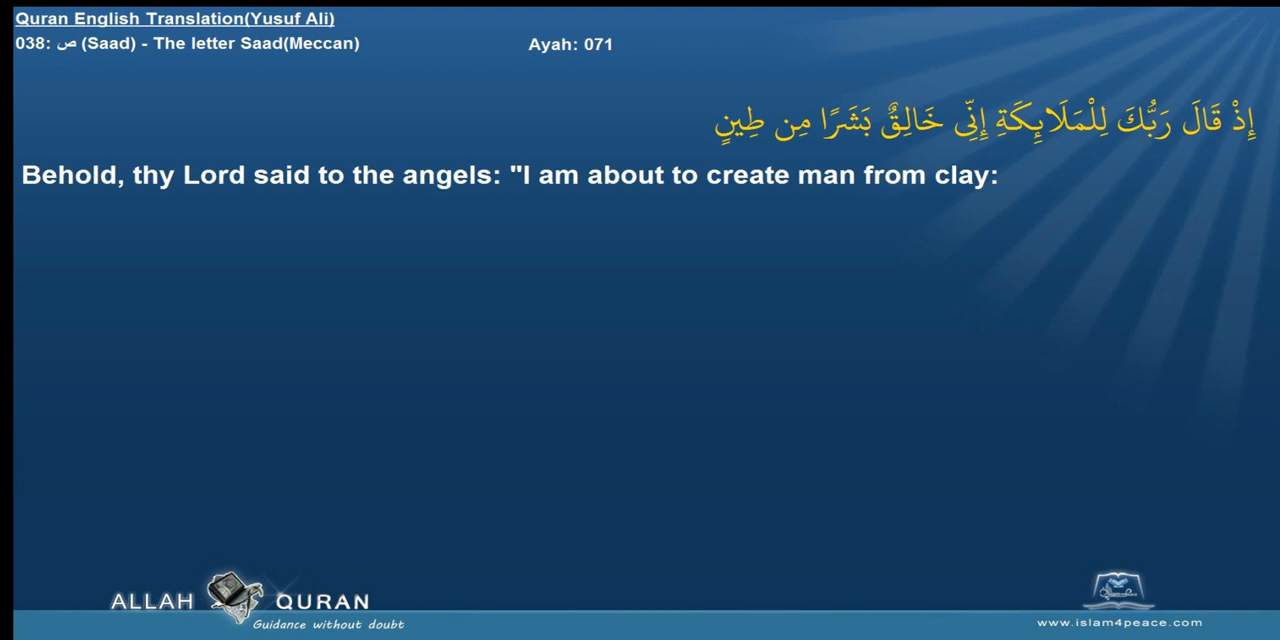 Quran English Translation(Yusuf Ali)
038: ص (Saad) - The letter Saad(Meccan)
Ayah: 071
إِذْ قَالَ رَبُّكَ لِلْمَلَائِكَةِ إِنِّي خَالِقٌ بَشَرًا مِن طِينٍ
Behold, thy Lord said to the angels: "I am about to create man from clay:
ALLAH QURAN
Guidance without doubt
www.islam4peace.com